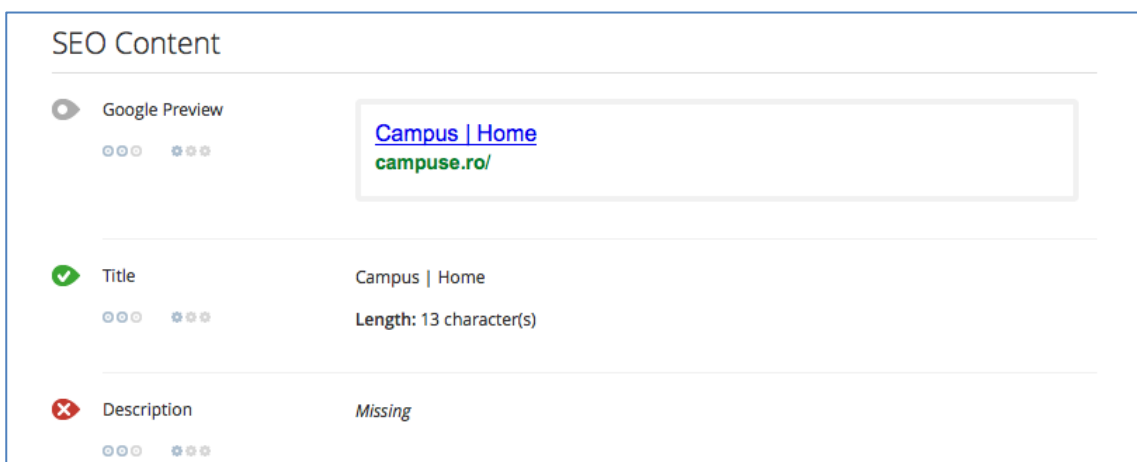 SEO Content
Google Preview
Campus | Home
campuse.ro/
Title
Campus | Home
Length: 13 character(s)
Description
Missing